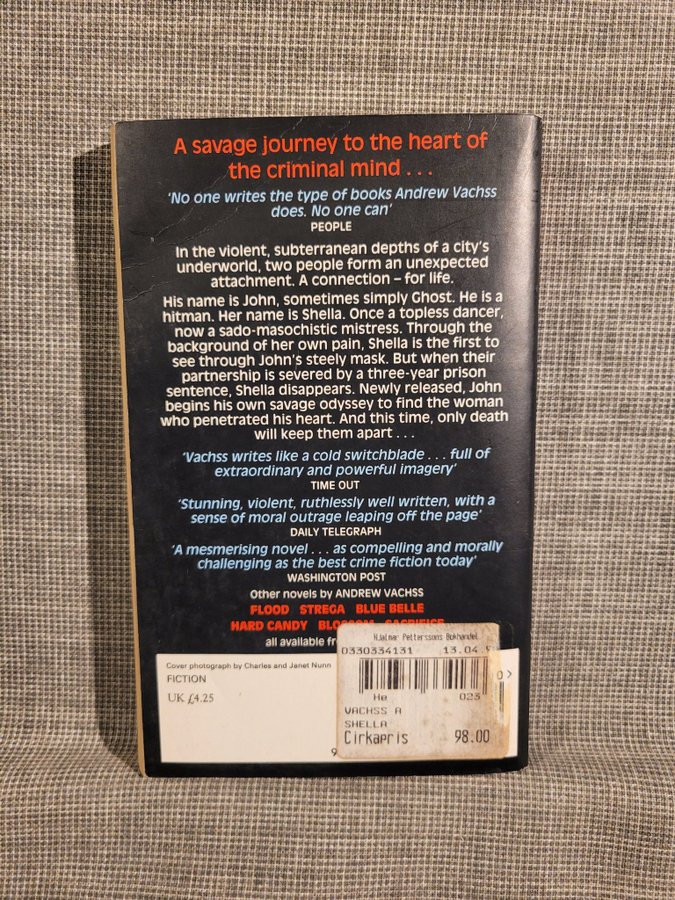 A savage journey to the heart of
the criminal mind . . .
'No one writes the type of books Andrew Vachss
does. No one can'
PEOPLE
In the violent, subterranean depths of a city's
underworld, two people form an unexpected
attachment. A connection – for life.
His name is John, sometimes simply Ghost. He is a
hitman. Her name is Shella. Once a topless dancer,
now a sado-masochistic mistress. Through the
background of her own pain, Shella is the first to
see through John's steely mask. But when their
partnership is severed by a three-year prison
sentence, Shella disappears. Newly released, John
begins his own savage odyssey to find the woman
who penetrated his heart. And this time, only death
will keep them apart . . .
'Vachss writes like a cold switchblade . . . full of
extraordinary and powerful imagery'
TIME OUT
'Stunning, violent, ruthlessly well written, with a
sense of moral outrage leaping off the page'
DAILY TELEGRAPH
'A mesmerising novel . . . as compelling and morally
challenging as the best crime fiction today'
WASHINGTON POST
Other novels by ANDREW VACHSS
FLOOD STREGA BLUE BELLE
HARD CANDY BLOSSOM SACRIFICE
all available
Hjalmar Petterssons Bokhandel
0330334131 13.04.
Cover photograph by Charles and Janet Nunn
FICTION
UK £4.25
0>
He 023
VACHSS A
SHELLA
Cirkapris 98.00
9